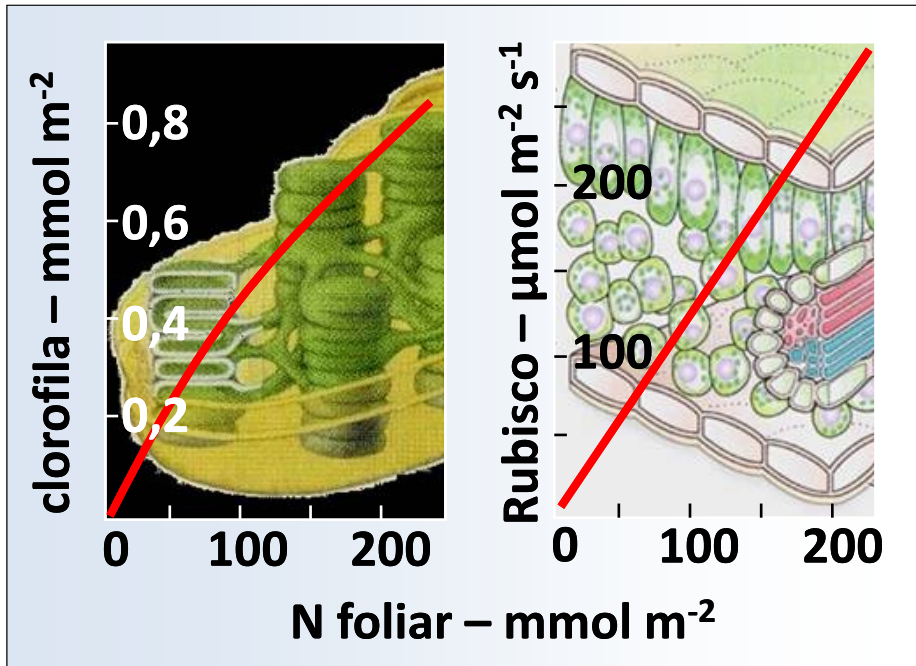 clorofila – mmol m⁻²
0,8
0,6
0,4
0,2
0 100 200
Rubisco – µmol m⁻² s⁻¹
200
100
0 100 200
N foliar – mmol m⁻²